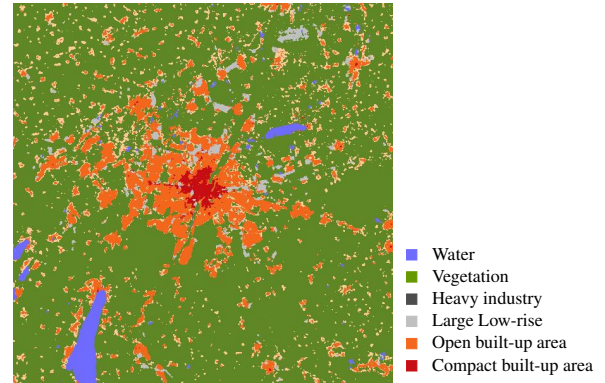 Water
Vegetation
Heavy industry
Large Low-rise
Open built-up area
Compact built-up area